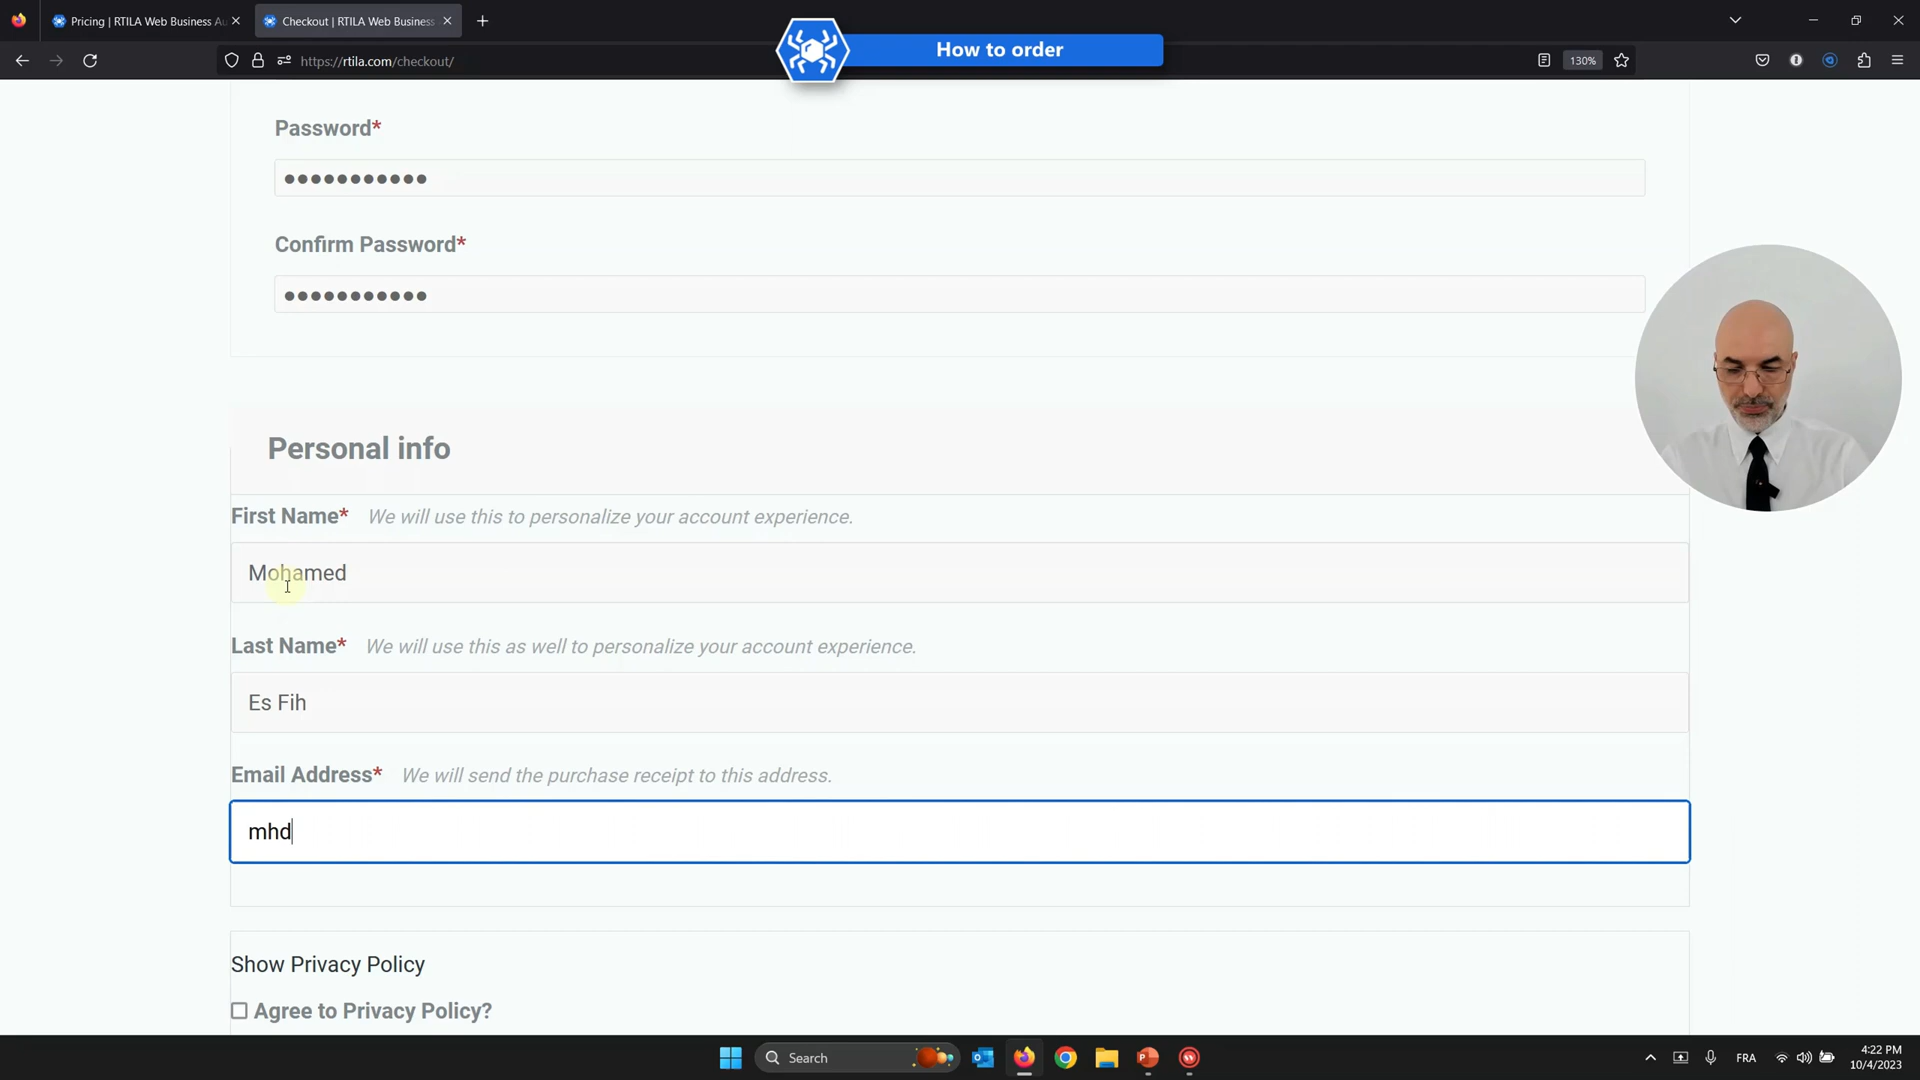 Pricing | RTILA Web Business Au
Checkout | RTILA Web Business
How to order
https://rtila.com/checkout/
130%
Password*
●●●●●●●●●●●
Confirm Password*
●●●●●●●●●●●
Personal info
First Name* We will use this to personalize your account experience.
Mohamed
Last Name* We will use this as well to personalize your account experience.
Es Fih
Email Address* We will send the purchase receipt to this address.
mhd
Show Privacy Policy
Agree to Privacy Policy?
Search
FRA
4:22 PM
10/4/2023